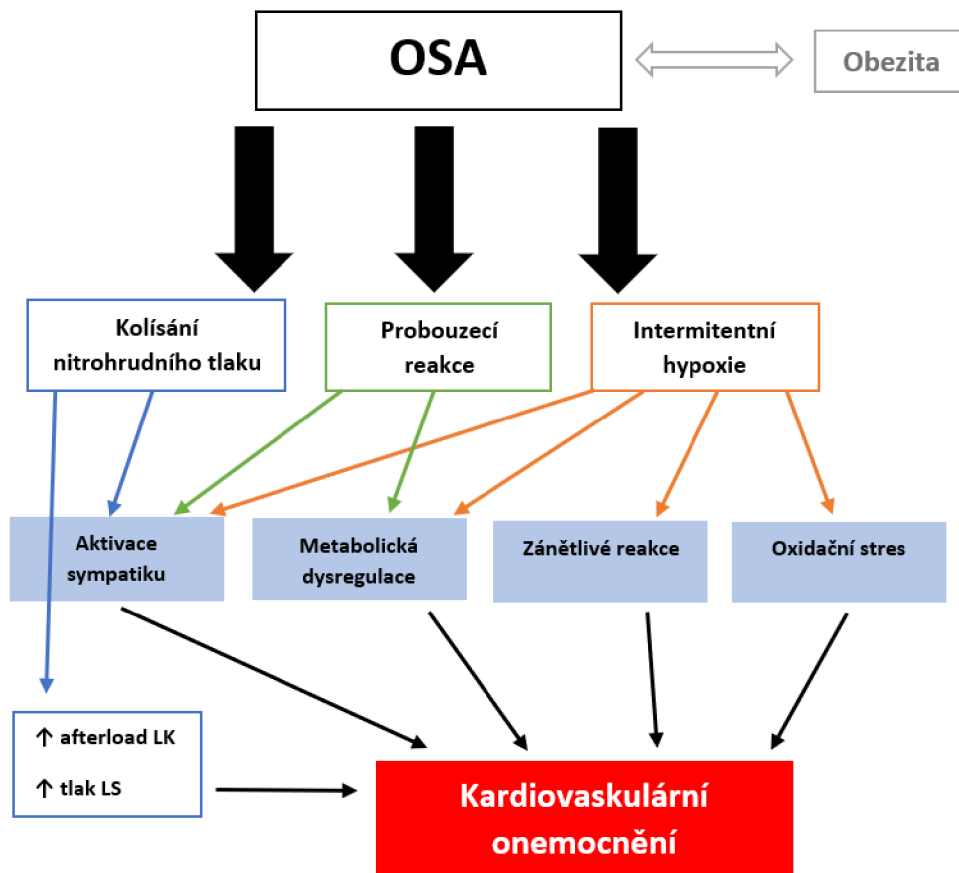 OSA
Obezita
Kolísání
nitrohrudního tlaku
Probouzecí
reakce
Intermitentní
hypoxie
Aktivace
sympatiku
Metabolická
dysregulace
Zánětlivé reakce
Oxidační stres
↑ afterload LK
↑ tlak LS
Kardiovaskulární
onemocnění